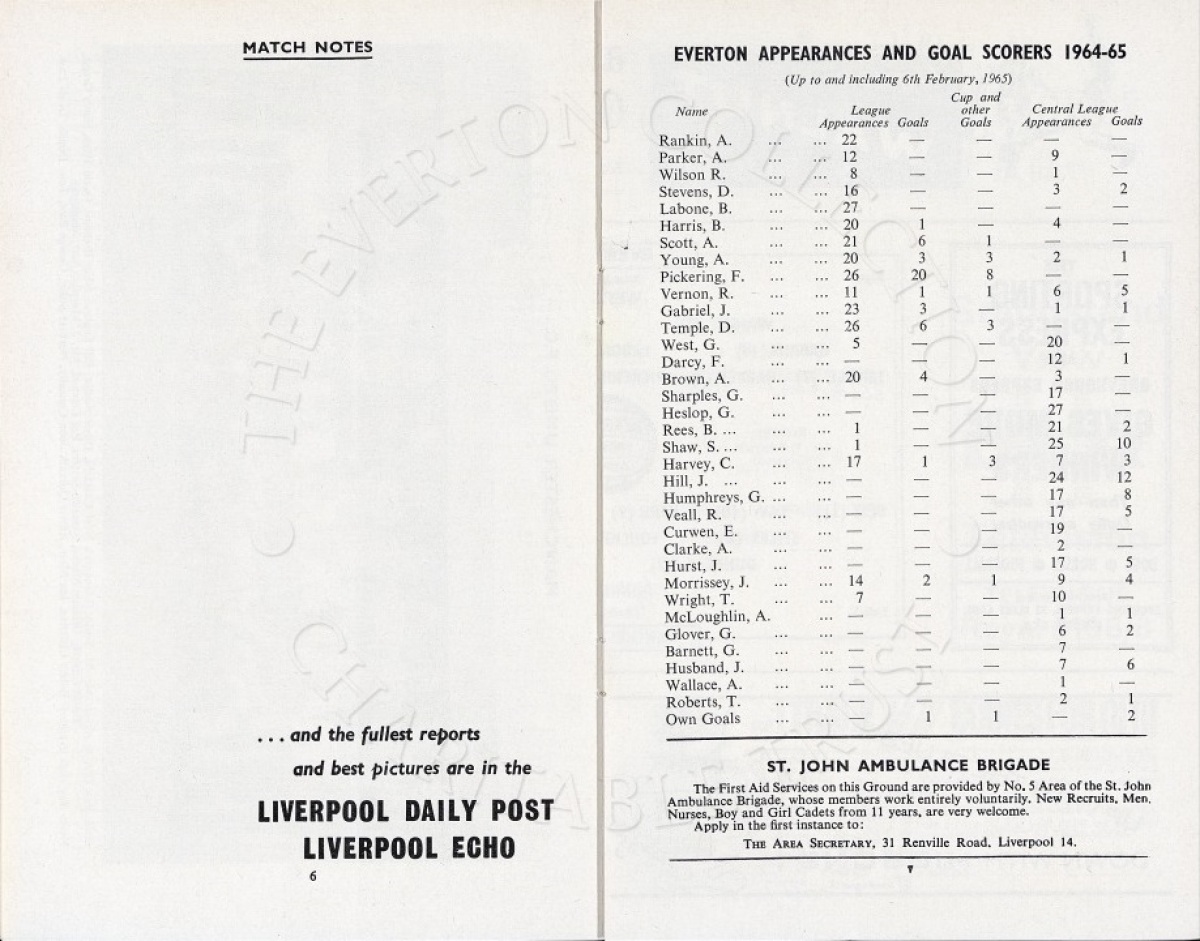 MATCH NOTES
... and the fullest reports
and best pictures are in the
LIVERPOOL DAILY POST
LIVERPOOL ECHO
6
EVERTON APPEARANCES AND GOAL SCORERS 1964-65
(Up to and including 6th February, 1965)
Name League Appearances Goals Cup and other Goals Central League Appearances Goals
Rankin, A. ... ... 22 — — — —
Parker, A. ... ... 12 — — 9 —
Wilson R. ... ... 8 — — 1 —
Stevens, D. ... ... 16 — — 3 2
Labone, B. ... ... 27 — — — —
Harris, B. ... ... 20 1 — 4 —
Scott, A. ... ... 21 6 1 — —
Young, A. ... ... 20 3 3 2 1
Pickering, F. ... ... 26 20 8 — —
Vernon, R. ... ... 11 1 1 6 5
Gabriel, J. ... ... 23 3 — 1 1
Temple, D. ... ... 26 6 3 — —
West, G. ... ... 5 — — 20 —
Darcy, F. ... ... — — — 12 1
Brown, A. ... ... 20 4 — 3 —
Sharples, G. ... ... — — — 17 —
Heslop, G. ... ... — — — 27 —
Rees, B. ... ... ... 1 — — 21 2
Shaw, S. ... ... ... 1 — — 25 10
Harvey, C. ... ... 17 1 3 7 3
Hill, J. ... ... ... — — — 24 12
Humphreys, G. ... ... — — — 17 8
Veall, R. ... ... — — — 17 5
Curwen, E. ... ... — — — 19 —
Clarke, A. ... ... — — — 2 —
Hurst, J. ... ... — — — 17 5
Morrissey, J. ... ... 14 2 1 9 4
Wright, T. ... ... 7 — — 10 —
McLoughlin, A. ... — — — 1 1
Glover, G. ... ... — — — 6 2
Barnett, G. ... ... — — — 7 —
Husband, J. ... ... — — — 7 6
Wallace, A. ... ... — — — 1 —
Roberts, T. ... ... — — — 2 1
Own Goals ... ... — 1 1 — 2
ST. JOHN AMBULANCE BRIGADE
The First Aid Services on this Ground are provided by No. 5 Area of the St. John
Ambulance Brigade, whose members work entirely voluntarily. New Recruits, Men,
Nurses, Boy and Girl Cadets from 11 years, are very welcome.
Apply in the first instance to:
THE AREA SECRETARY, 31 Renville Road, Liverpool 14.
7
© THE EVERTON COLLECTION
CHARITABLE TRUST